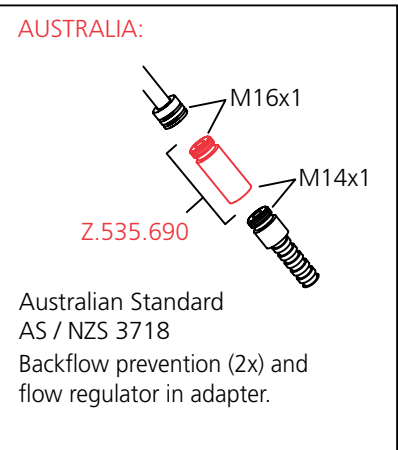 AUSTRALIA:
M16x1
M14x1
Z.535.690
Australian Standard
AS / NZS 3718
Backflow prevention (2x) and
flow regulator in adapter.